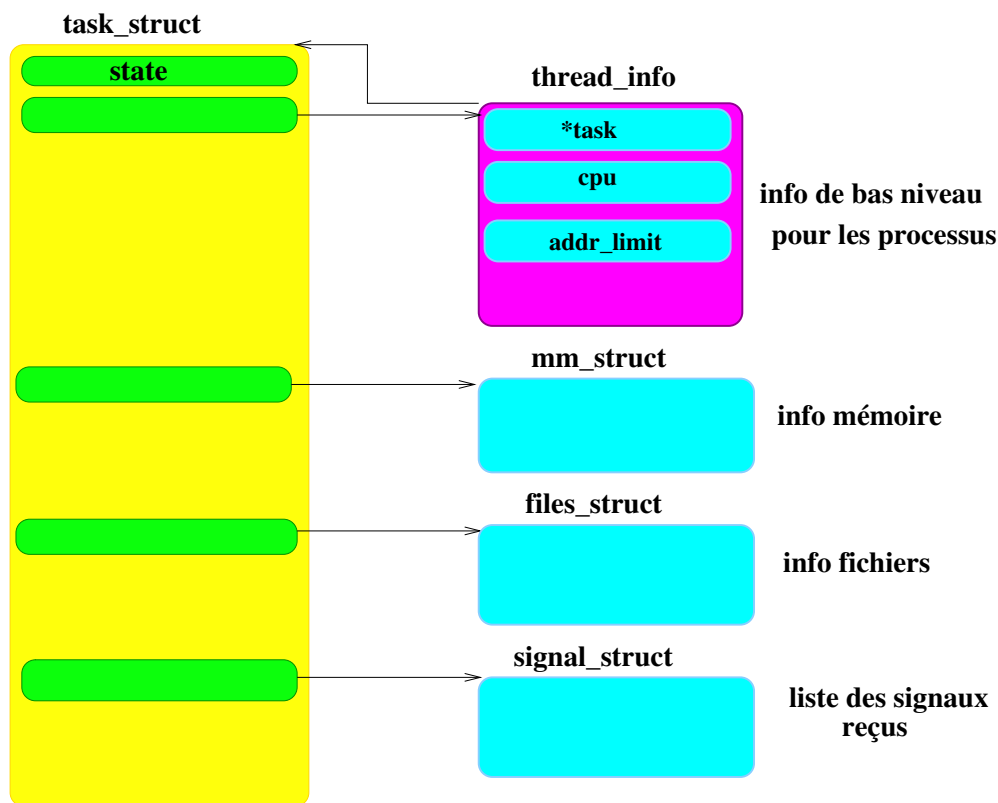 task_struct
state
thread_info
*task
cpu
addr_limit
info de bas niveau
pour les processus
mm_struct
info mémoire
files_struct
info fichiers
signal_struct
liste des signaux
reçus